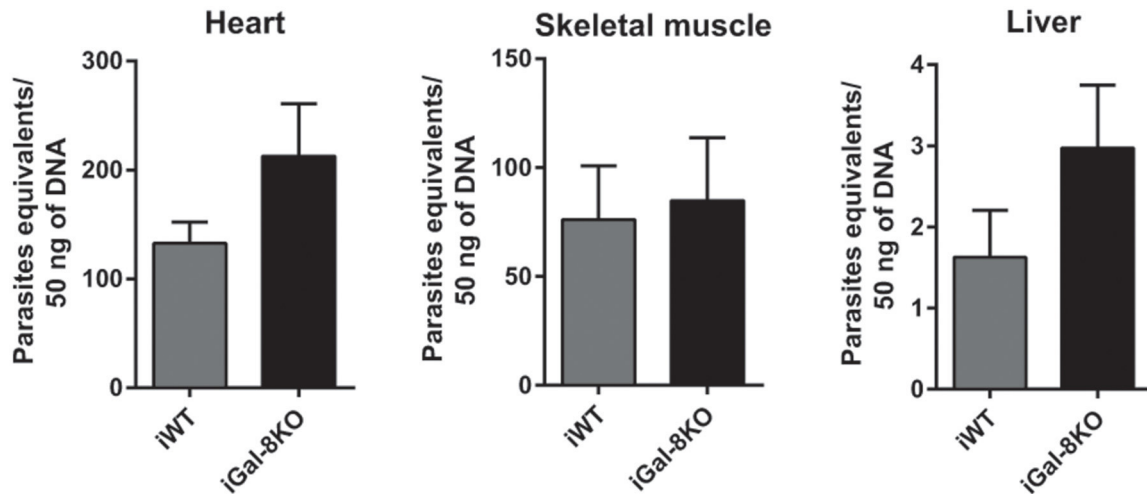 Heart
Parasites equivalents/
50 ng of DNA
300
200
100
0
iWT
iGal-8KO
Skeletal muscle
Parasites equivalents/
50 ng of DNA
150
100
50
0
iWT
iGal-8KO
Liver
Parasites equivalents/
50 ng of DNA
4
3
2
1
0
iWT
iGal-8KO